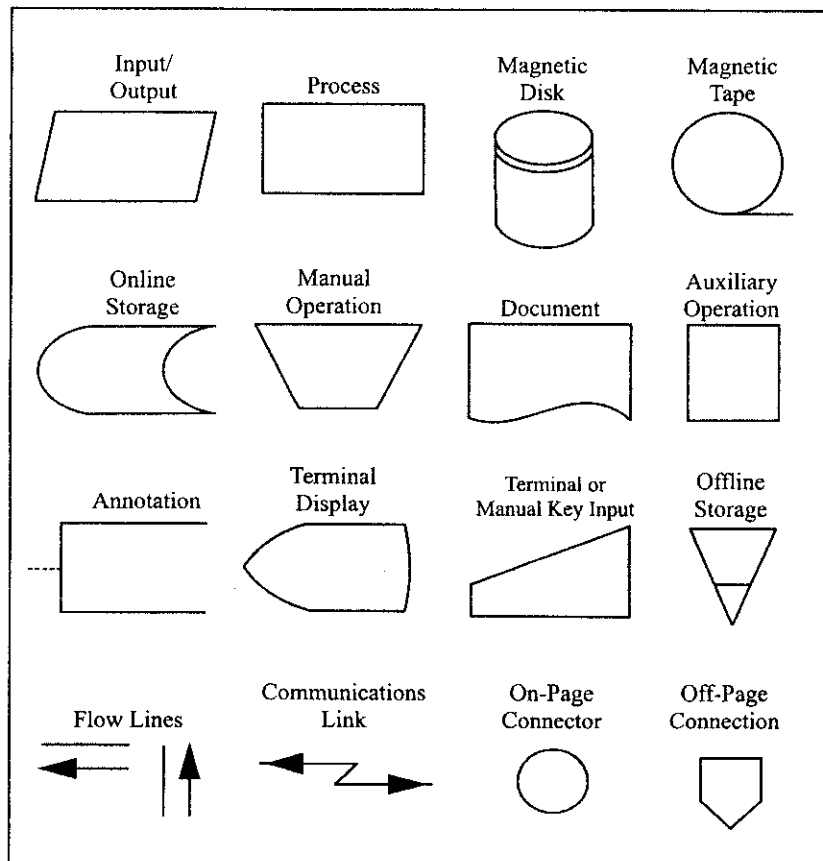 Input/
Output
Process
Magnetic
Disk
Magnetic
Tape
Online
Storage
Manual
Operation
Document
Auxiliary
Operation
Annotation
Terminal
Display
Terminal or
Manual Key Input
Offline
Storage
Flow Lines
Communications
Link
On-Page
Connector
Off-Page
Connection